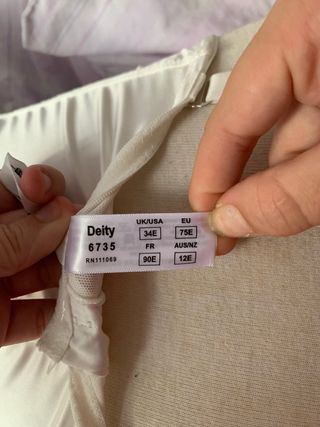 Deity
6735
RN111069
UK/USA EU
34E 75E
FR AUS/NZ
90E 12E